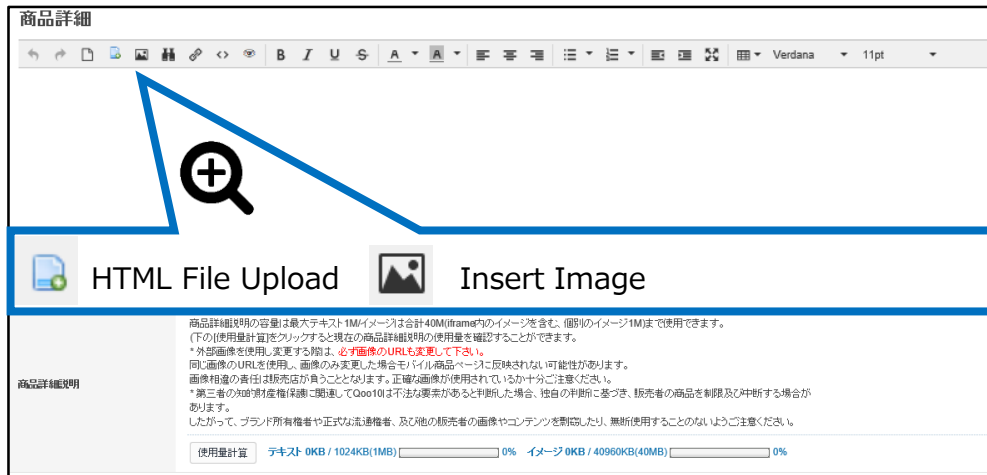 商品詳細
B I U S A A Verdana 11pt
HTML File Upload Insert Image
商品詳細説明の容量は最大テキスト1M/イメージは合計40M(iframe内のイメージを含む、個別のイメージ1M)まで使用できます。
(下の[使用量計算]をクリックすると現在の商品詳細説明の使用量を確認することができます。
*外部画像を使用し変更する際は、必ず画像のURLも変更して下さい。
同じ画像のURLを使用し、画像のみ変更した場合モバイル商品ページに反映されない可能性があります。
商品詳細説明
画像相違の責任は販売店が負うこととなります。正確な画像が使用されているか十分ご注意ください。
*第三者の知的財産権保護に関連してQoo10は不法な要素があると判断した場合、独自の判断に基づき、販売者の商品を制限及び中断する場合が
あります。
したがって、ブランド所有権者や正式な流通権者、及び他の販売者の画像やコンテンツを剽窃したり、無断使用することのないようご注意ください。
使用量計算 テキスト 0KB / 1024KB(1MB) 0% イメージ 0KB / 40960KB(40MB) 0%